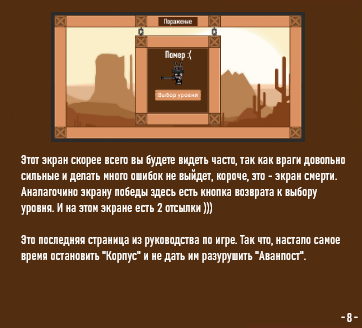 Поражение
Помер :(
Выбор уровня
Этот экран скорее всего вы будете видеть часто, так как враги довольно
сильные и делать много ошибок не выйдет, короче, это - экран смерти.
Аналагочино экрану победы здесь есть кнопка возврата к выбору
уровня. И на этом экране есть 2 отсылки )))
Это последняя страница из руководства по игре. Так что, настало самое
время остановить "Корпус" и не дать им разурушить "Аванпост".
-8-